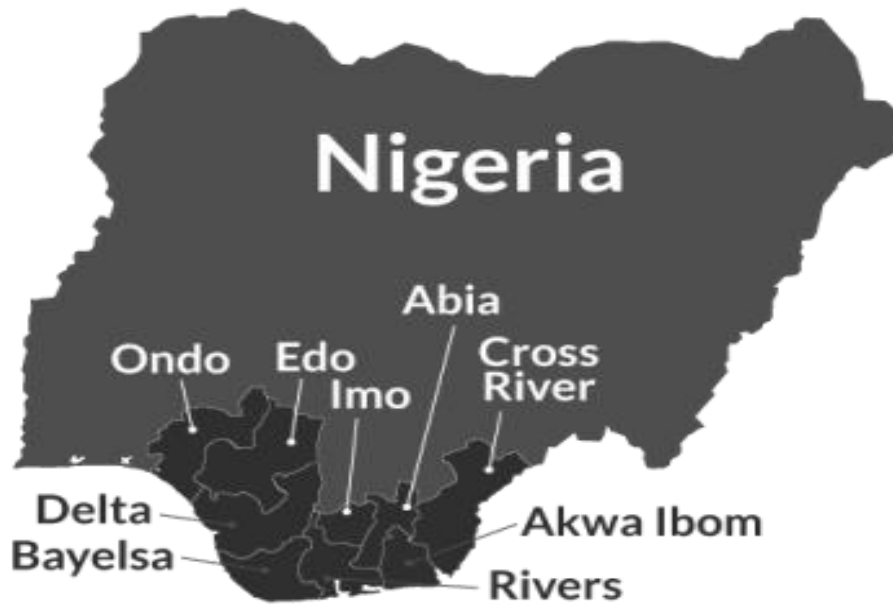 Nigeria
Abia
Ondo
Edo
Imo
Cross
River
Delta
Bayelsa
Akwa Ibom
Rivers